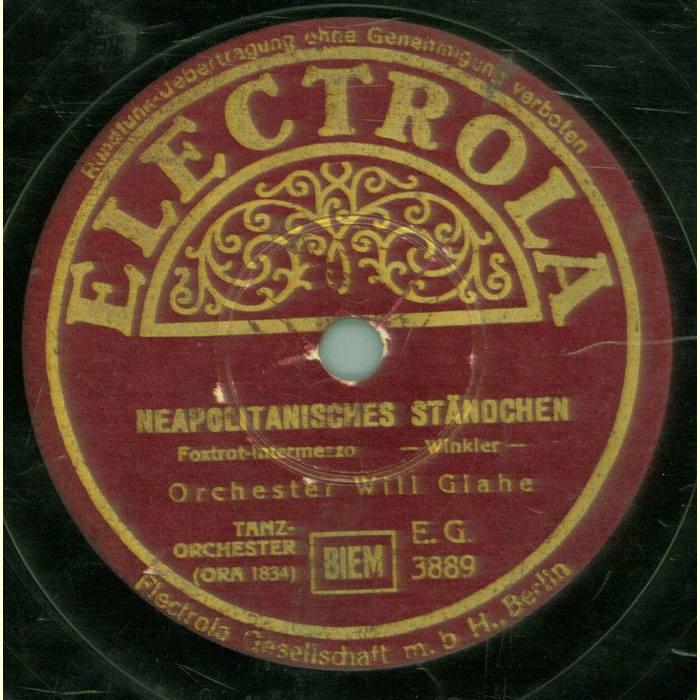 Rundfunk-Uebertragung ohne Genehmigung verboten
ELECTROLA
NEAPOLITANISCHES STÄNDCHEN
Foxtrot-Intermezzo — Winkler —
Orchester Will Glahe
TANZ-
ORCHESTER
(ORA 1834)
BIEM
E. G.
3889
Electrola Gesellschaft m. b. H., Berlin